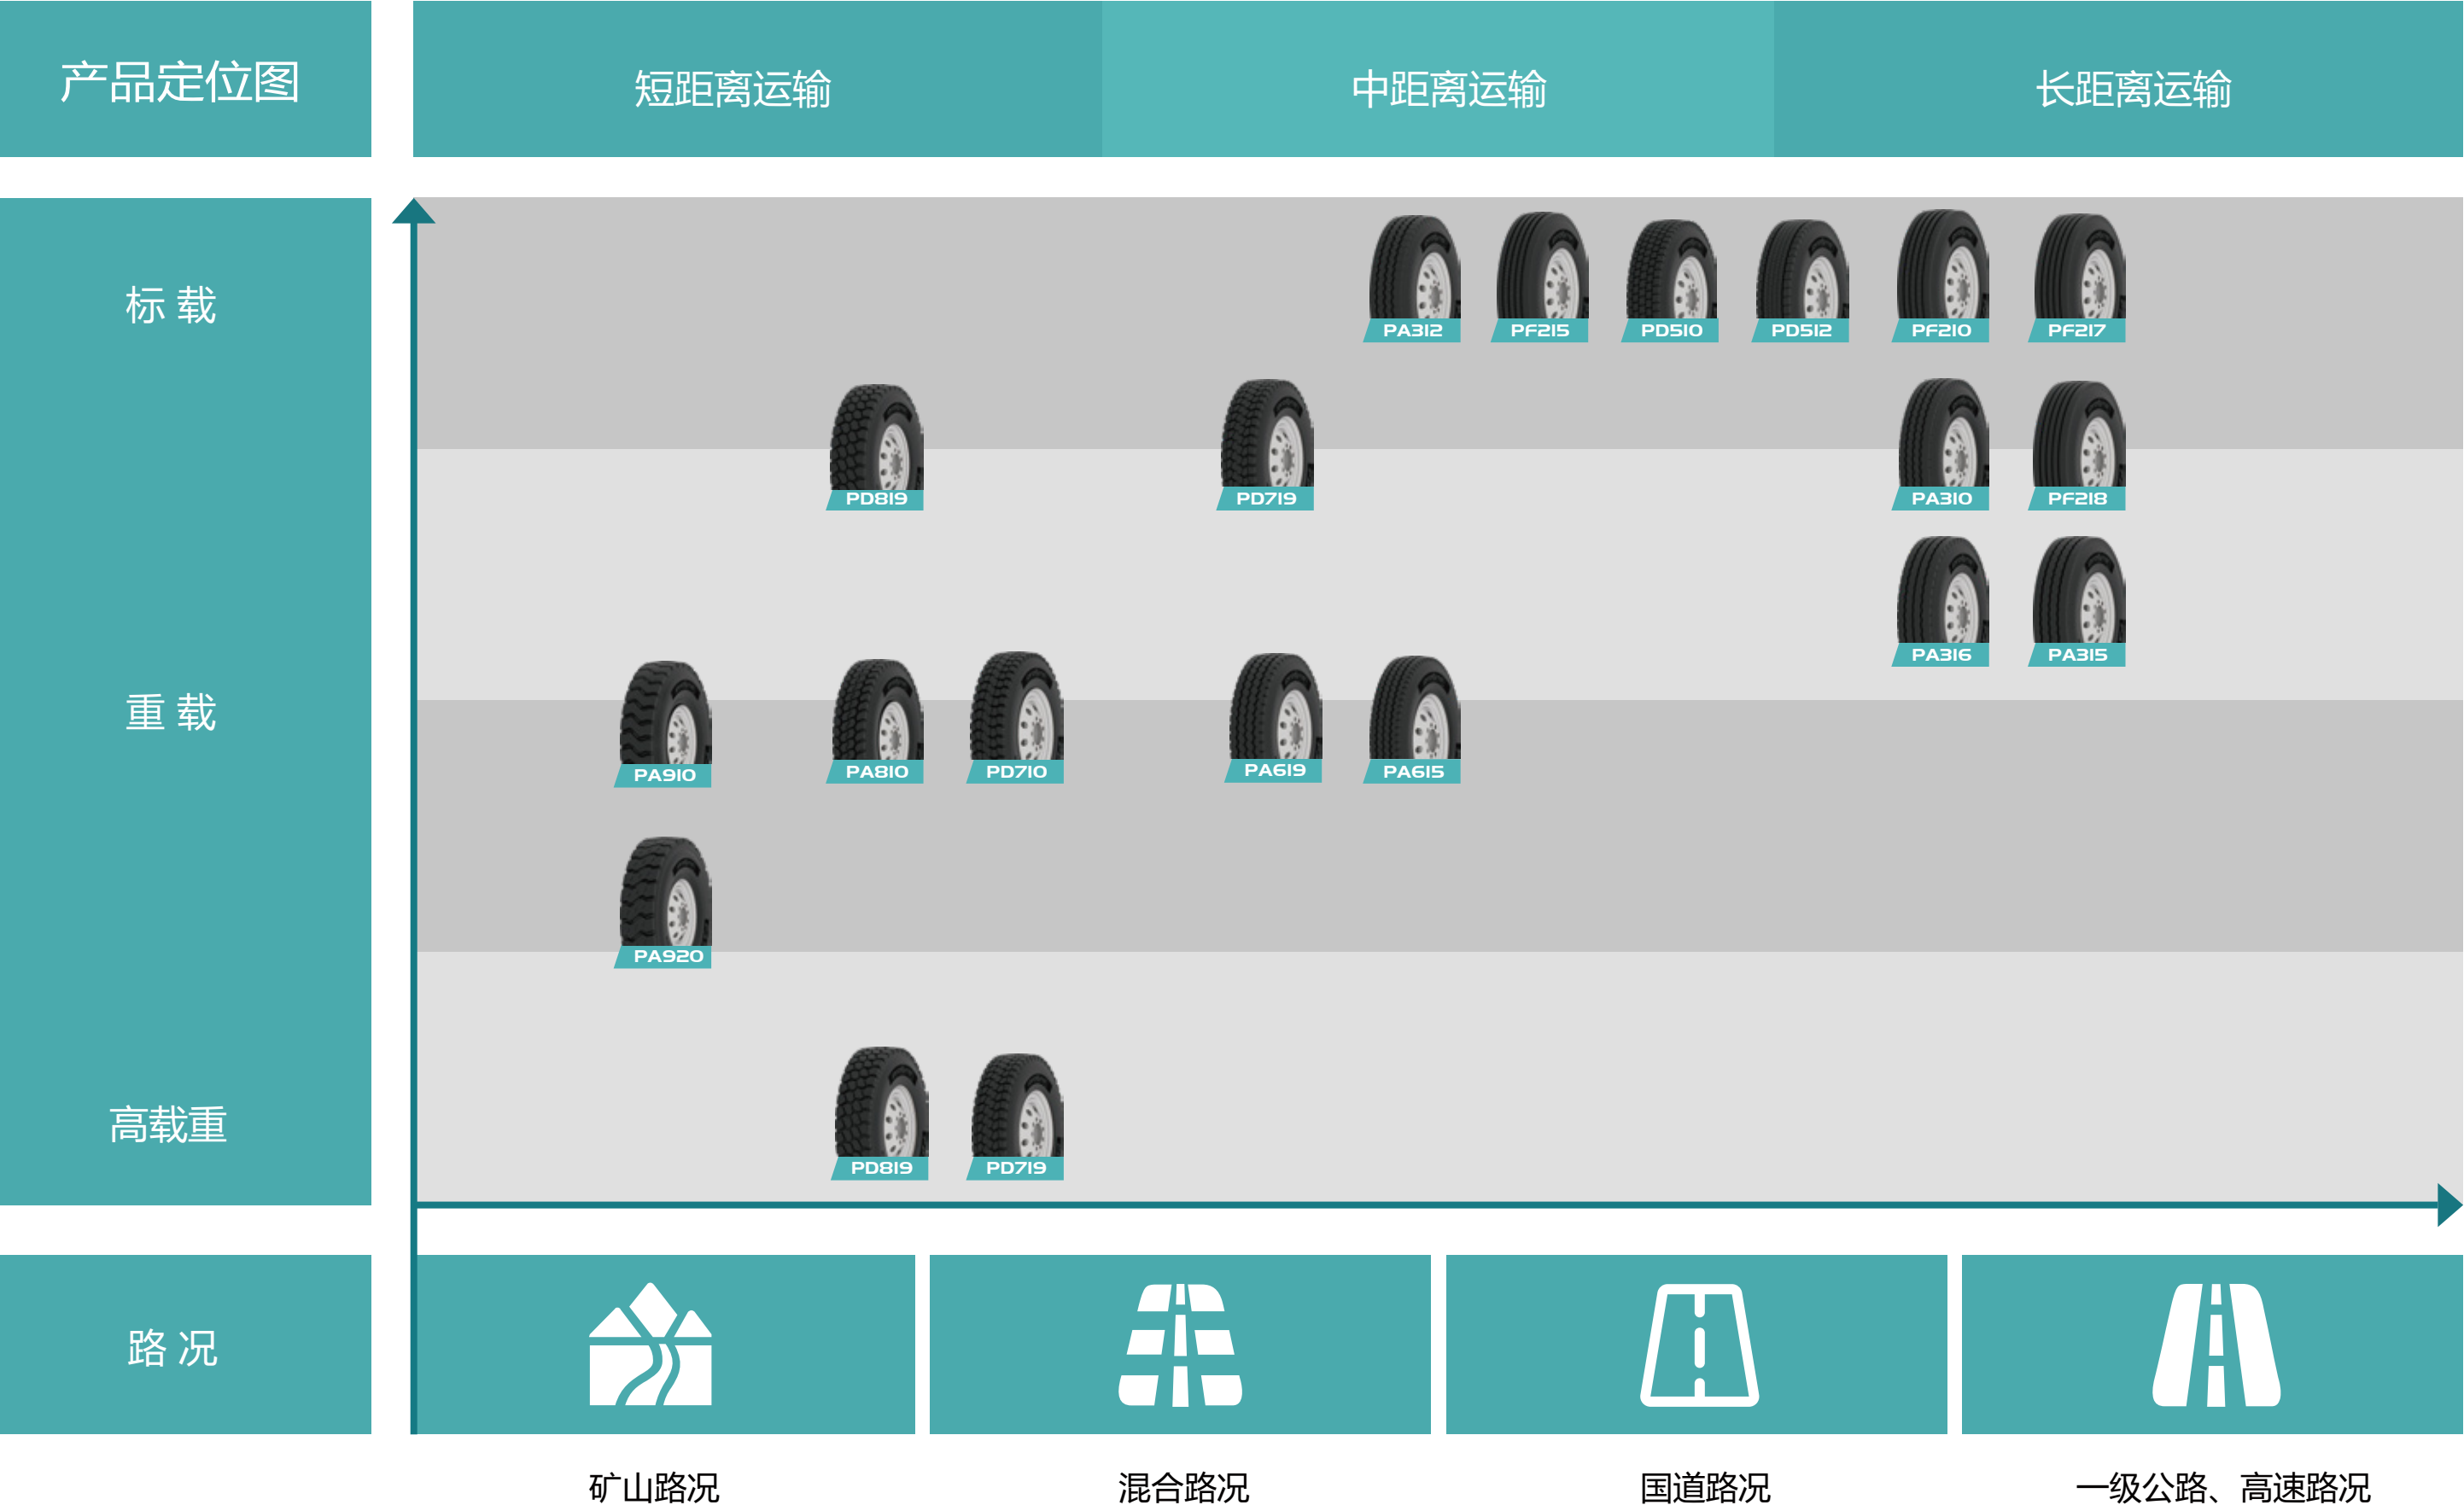 产品定位图
短距离运输
中距离运输
长距离运输
标 载
PA312
PF215
PD510
PD512
PF210
PF217
PD819
PD719
PA310
PF218
PA316
PA315
重 载
PA910
PA810
PD710
PA619
PA615
PA920
高载重
PD819
PD719
路 况
矿山路况
混合路况
国道路况
一级公路、高速路况